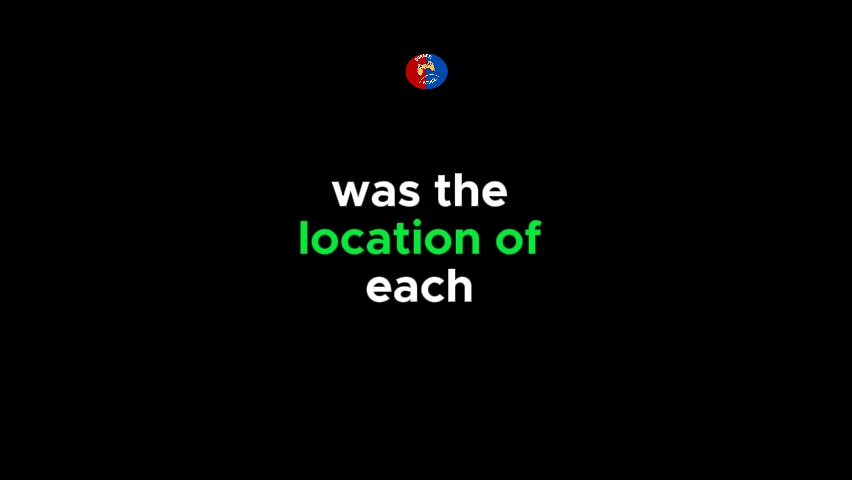 was the
location of
each